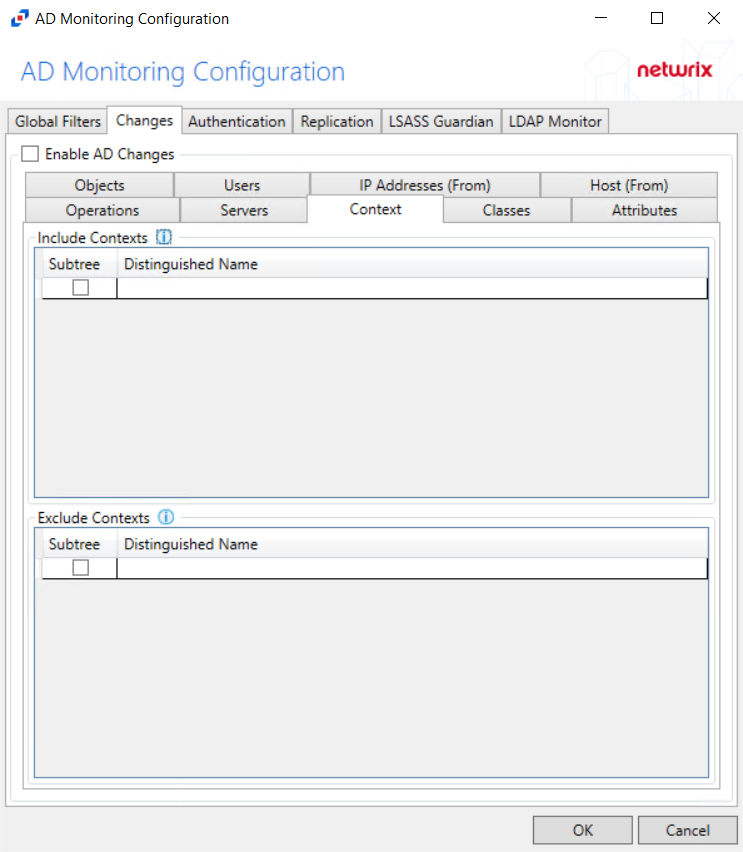 AD Monitoring Configuration
AD Monitoring Configuration
netwrix
Global Filters Changes Authentication Replication LSASS Guardian LDAP Monitor
Enable AD Changes
Objects Users IP Addresses (From) Host (From)
Operations Servers Context Classes Attributes
Include Contexts
Subtree Distinguished Name
Exclude Contexts
Subtree Distinguished Name
OK Cancel